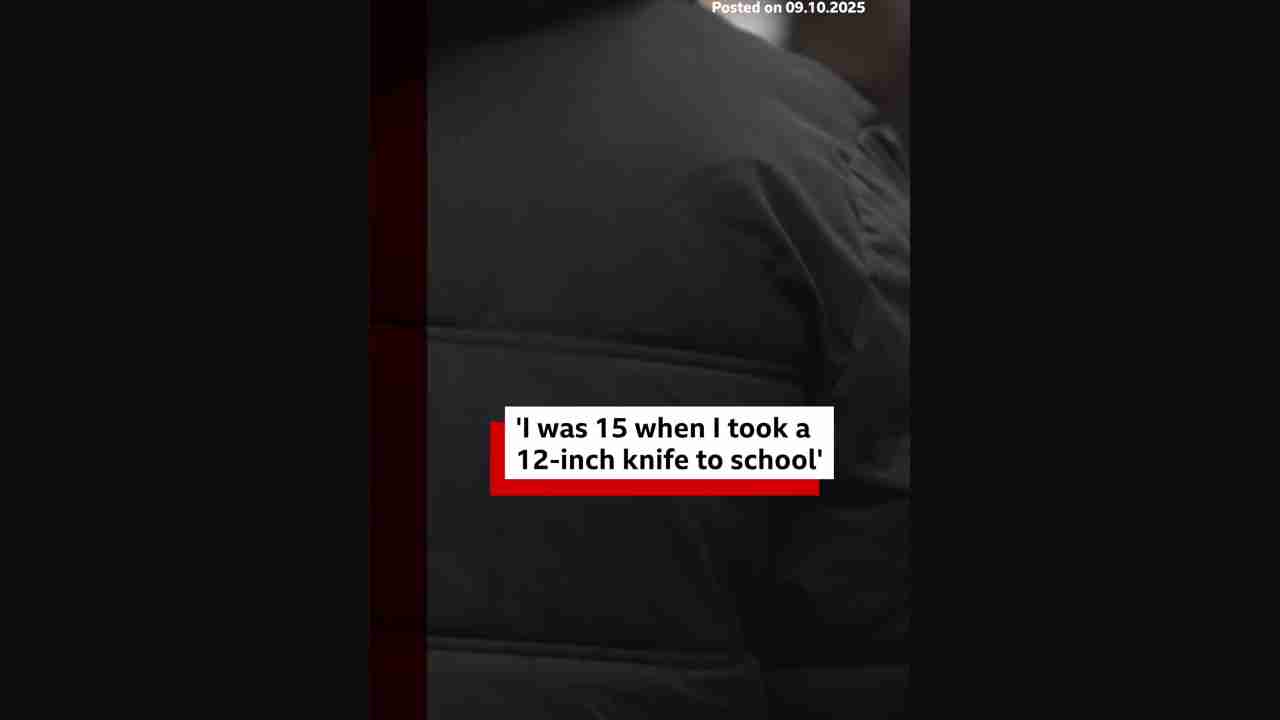 Posted on 09.10.2025
'I was 15 when I took a
12-inch knife to school'